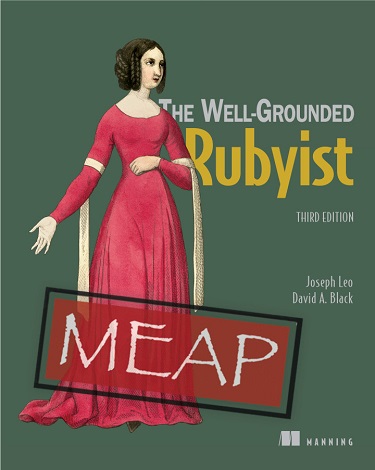 THE WELL-GROUNDED
Rubyist
THIRD EDITION
Joseph Leo
David A. Black
MEAP
MANNING